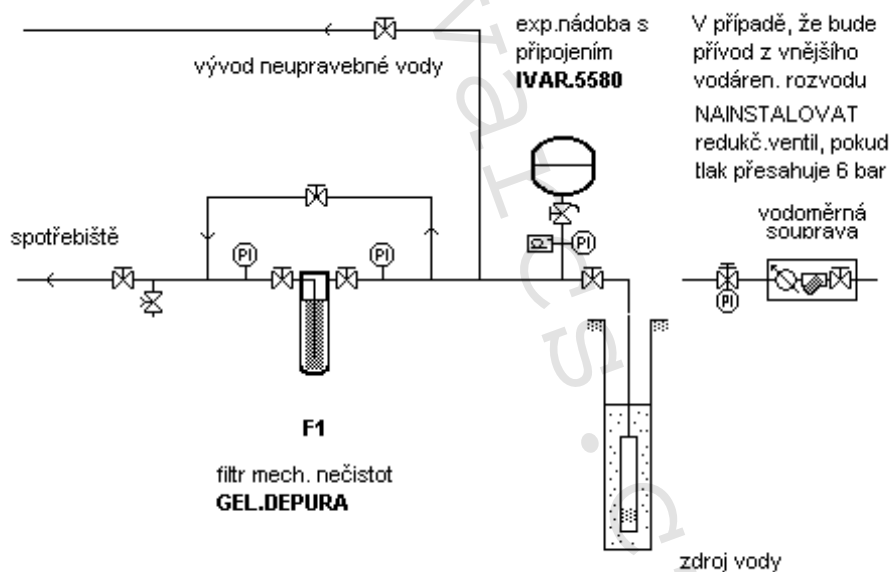 exp.nádoba s
připojením
IVAR.5580
V případě, že bude
přívod z vnějšího
vodáren. rozvodu
NAINSTALOVAT
redukč.ventil, pokud
tlak přesahuje 6 bar
vývod neupravebné vody
vodoměrná
souprava
spotřebiště
PI
PI
PI
PI
F1
filtr mech. nečistot
GEL.DEPURA
zdroj vody